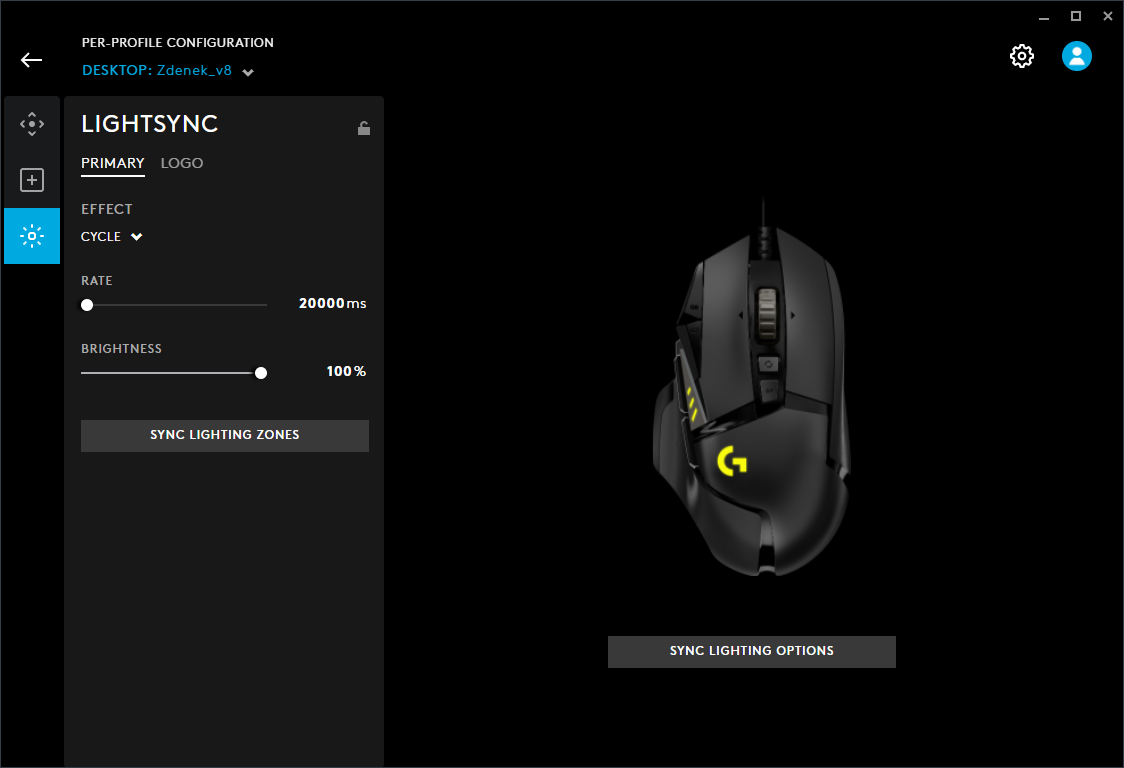 PER-PROFILE CONFIGURATION
DESKTOP: Zdenek_v8
LIGHTSYNC
PRIMARY LOGO
EFFECT
CYCLE
RATE
20000ms
BRIGHTNESS
100%
SYNC LIGHTING ZONES
G
SYNC LIGHTING OPTIONS